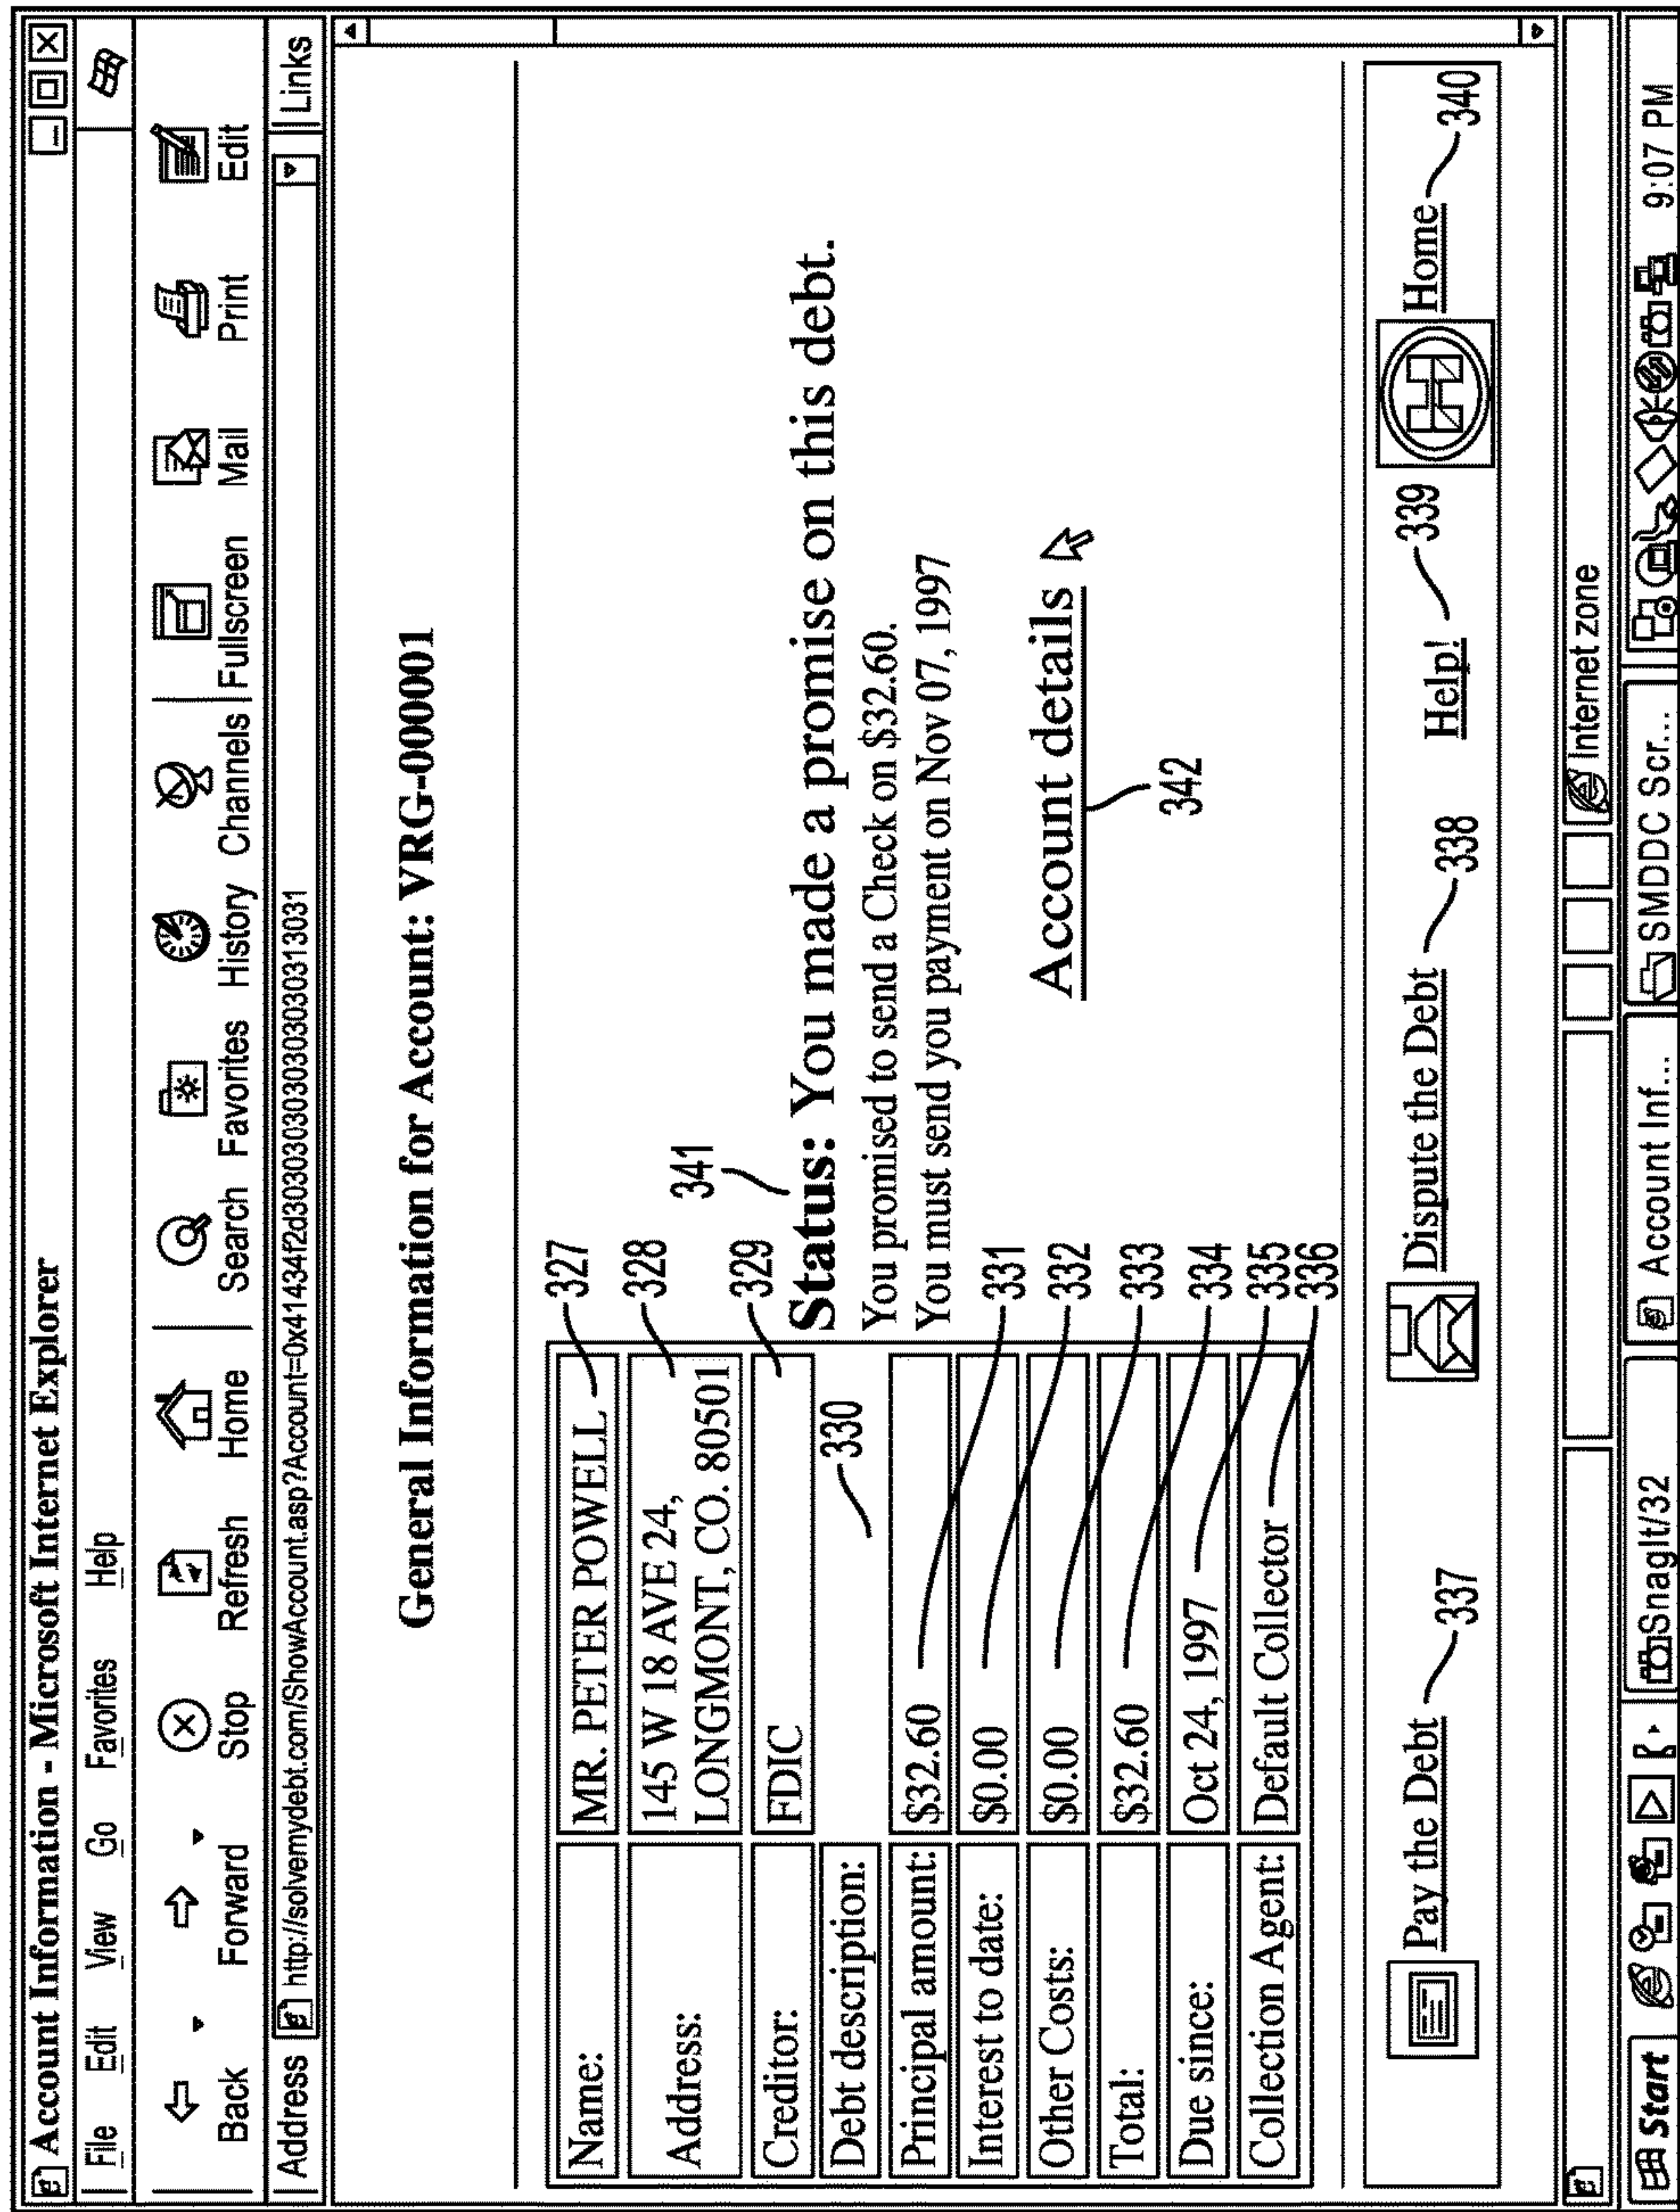 Account Information - Microsoft Internet Explorer
File Edit View Go Favorites Help
Back Forward Stop Refresh Home Search Favorites History Channels Fullscreen Mail Print Edit
Address http://solvemydebt.com/ShowAccount.asp?Account=0x41434f2d30303030303030313031 Links
General Information for Account: VRG-00001
Name: MR. PETER POWELL 327
Address: 145 W 18 AVE 24,
LONGMONT, CO. 80501 328
Creditor: FDIC 329
Debt description: 330
Principal amount: $32.60 331
Interest to date: $0.00 332
Other Costs: $0.00 333
Total: $32.60 334
Due since: Oct 24, 1997 335
Collection Agent: Default Collector 336
341
Status: You made a promise on this debt.
You promised to send a Check on $32.60.
You must send you payment on Nov 07, 1997
Account details
342
Pay the Debt 337 Dispute the Debt 338 Help! 339 H Home 340
Internet zone
Start SnagIt/32 Account Inf... SMDDC Scr... 9:07 PM